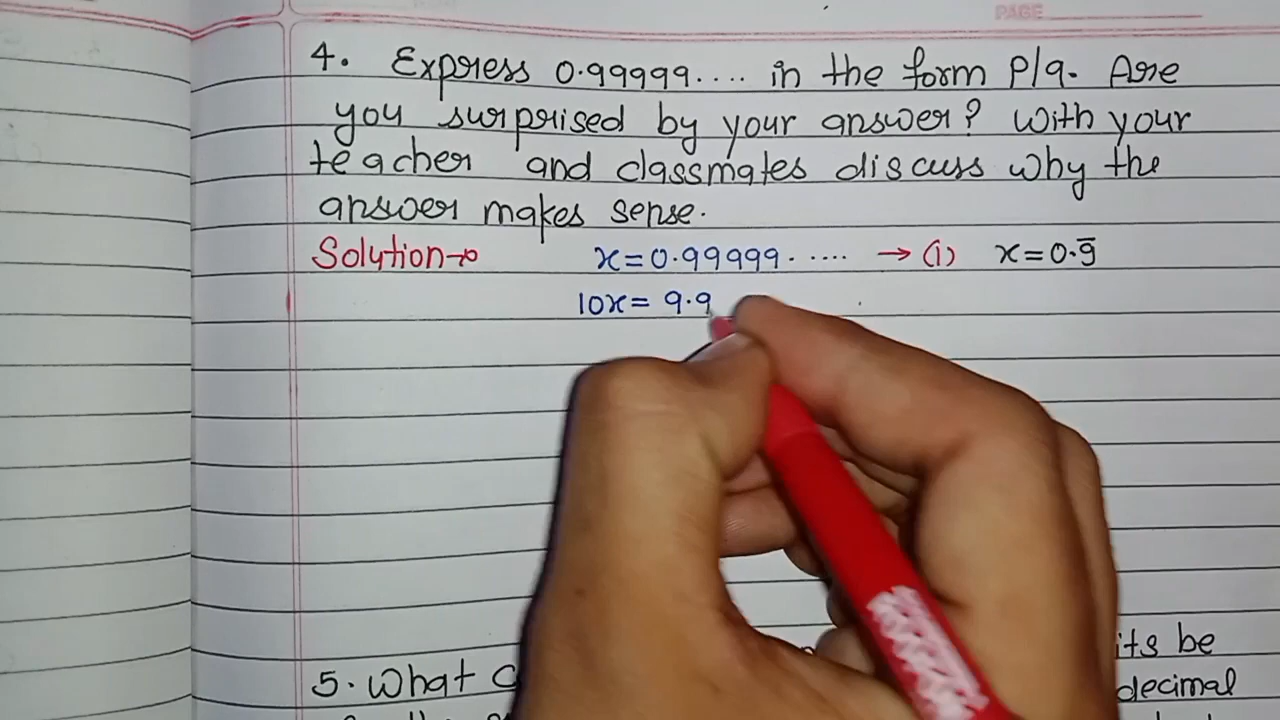 PAGE
4. Express 0.99999.... in the form P/q. Are
you surprised by your answer? With your
teacher and classmates discuss why the
answer makes sense.
Solution→ x=0.99999..... →(i) x=0.9̅
10x= 9.9
its be
5. What decimal